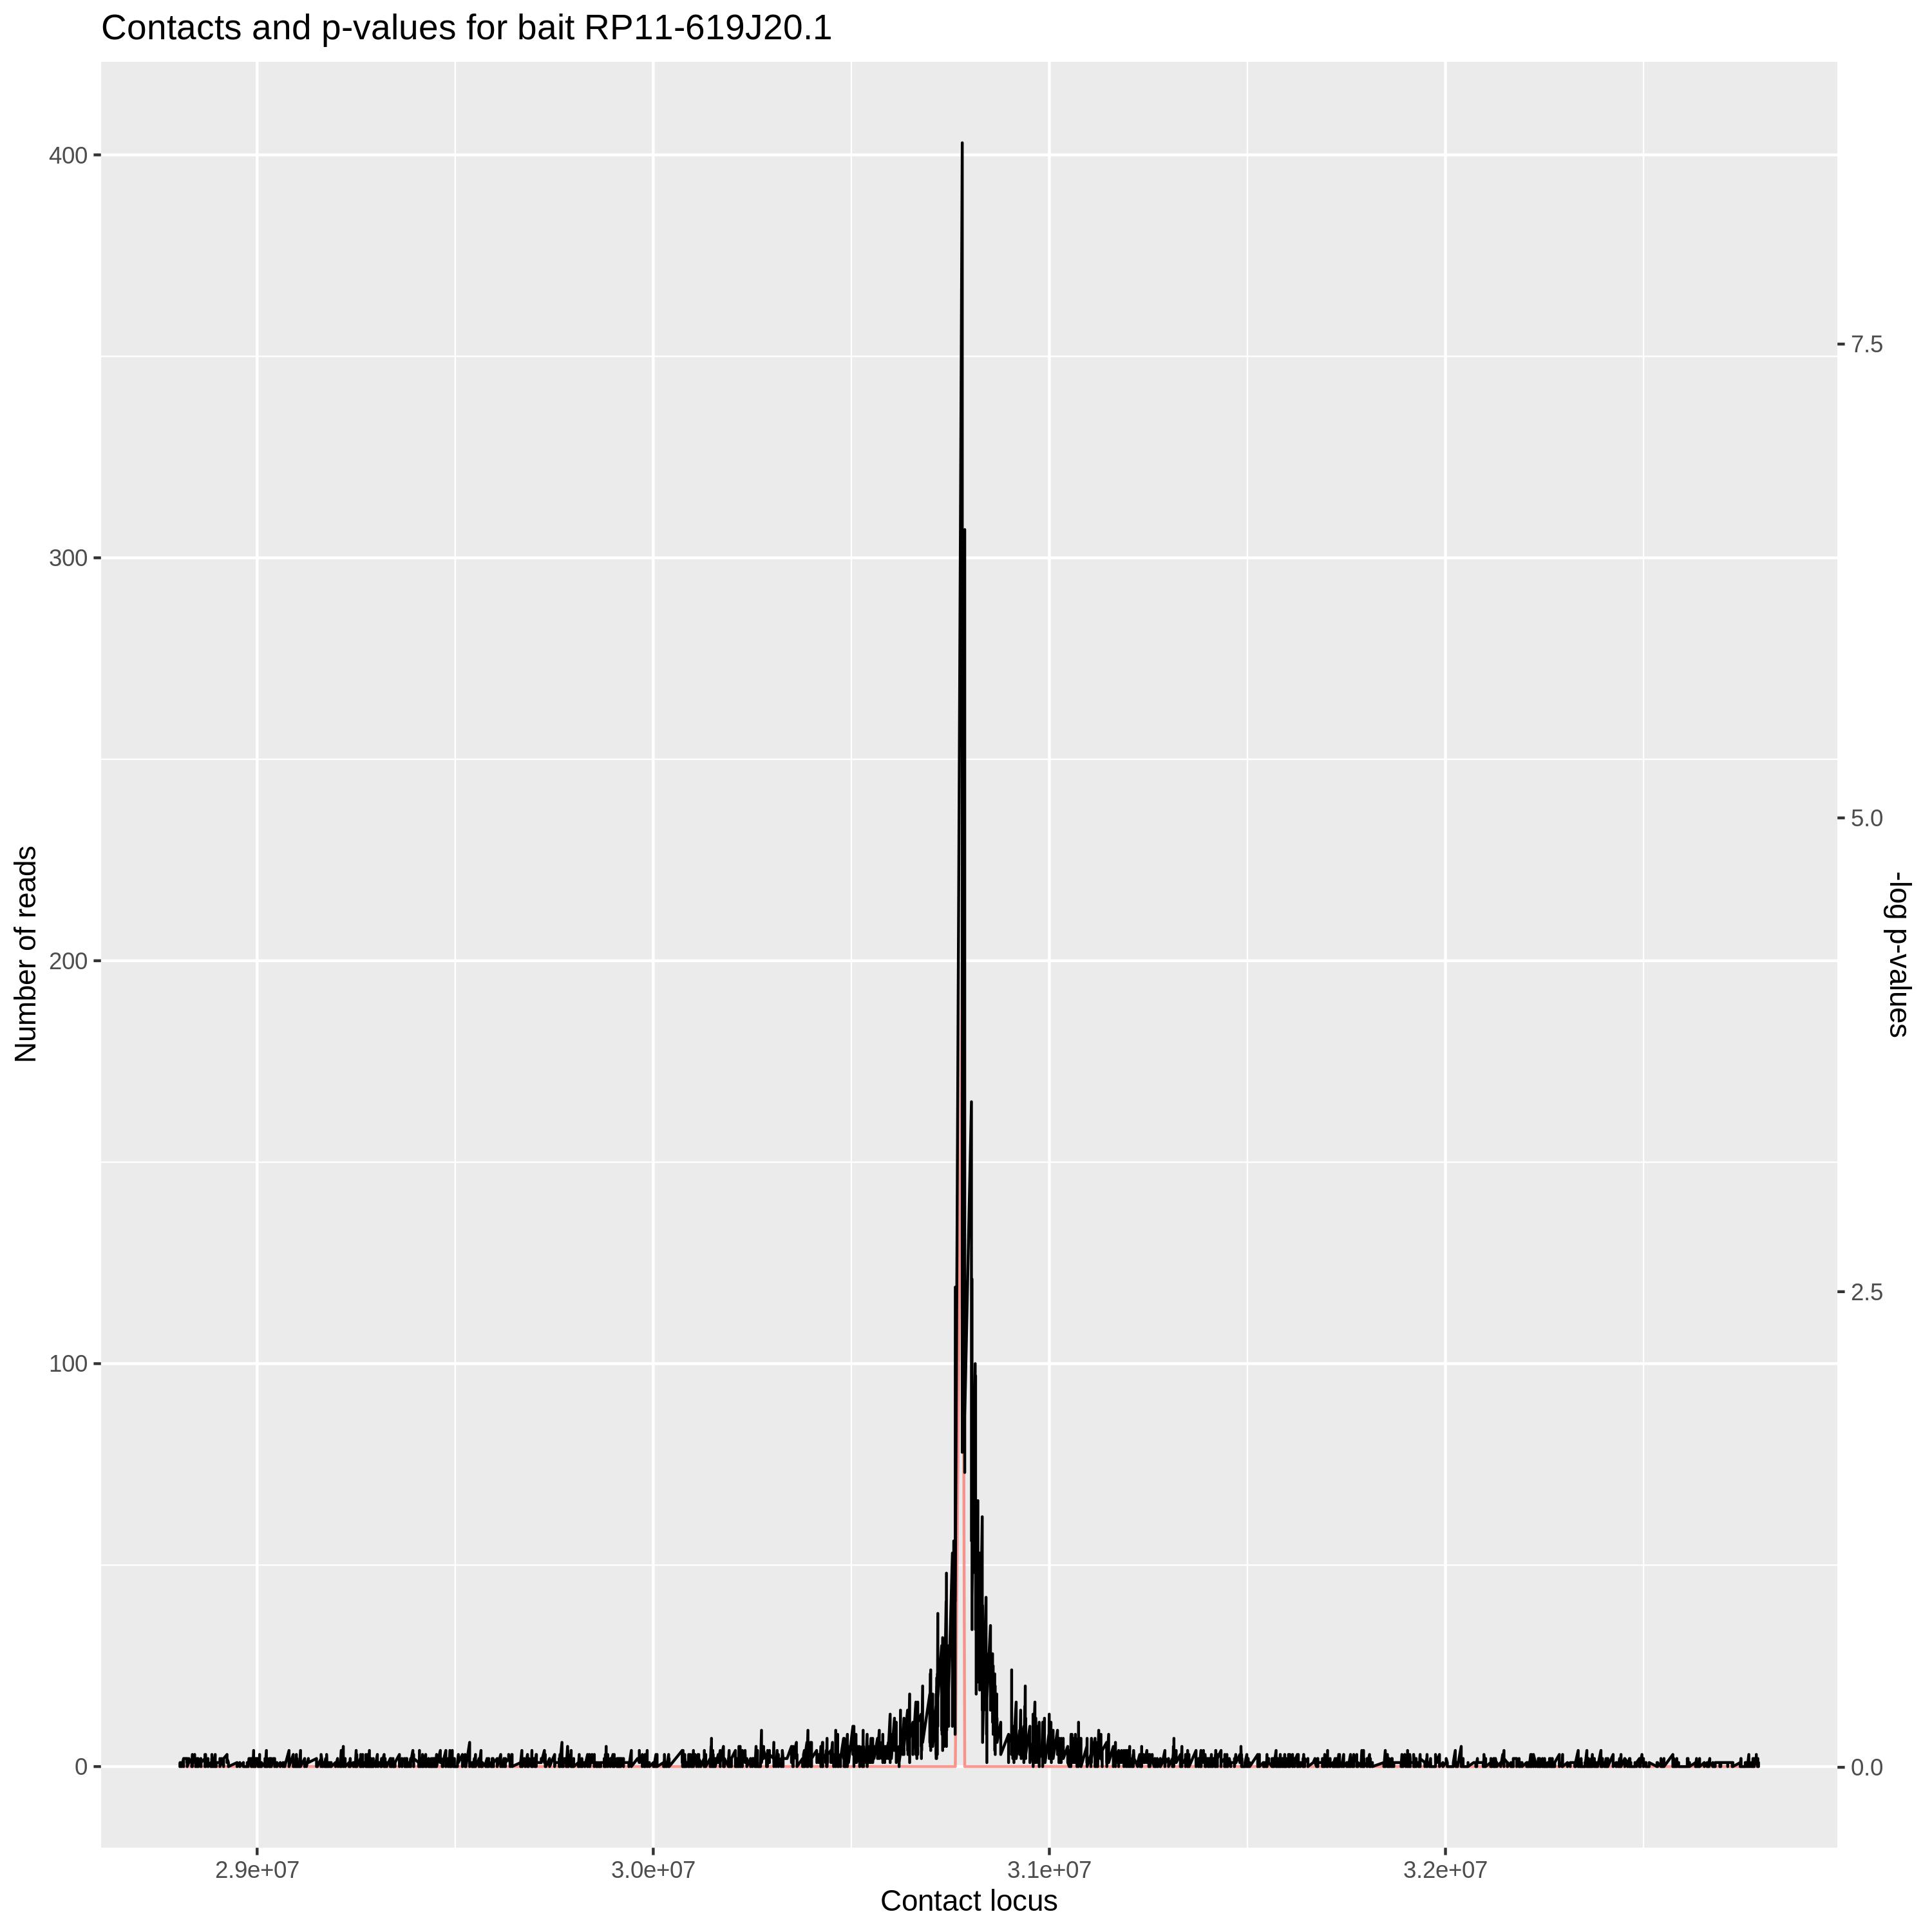 Contacts and p-values for bait RP11-619J20.1
400
300
200
100
0
Number of reads
7.5
5.0
2.5
0.0
-log p-values
2.9e+07
3.0e+07
3.1e+07
3.2e+07
Contact locus